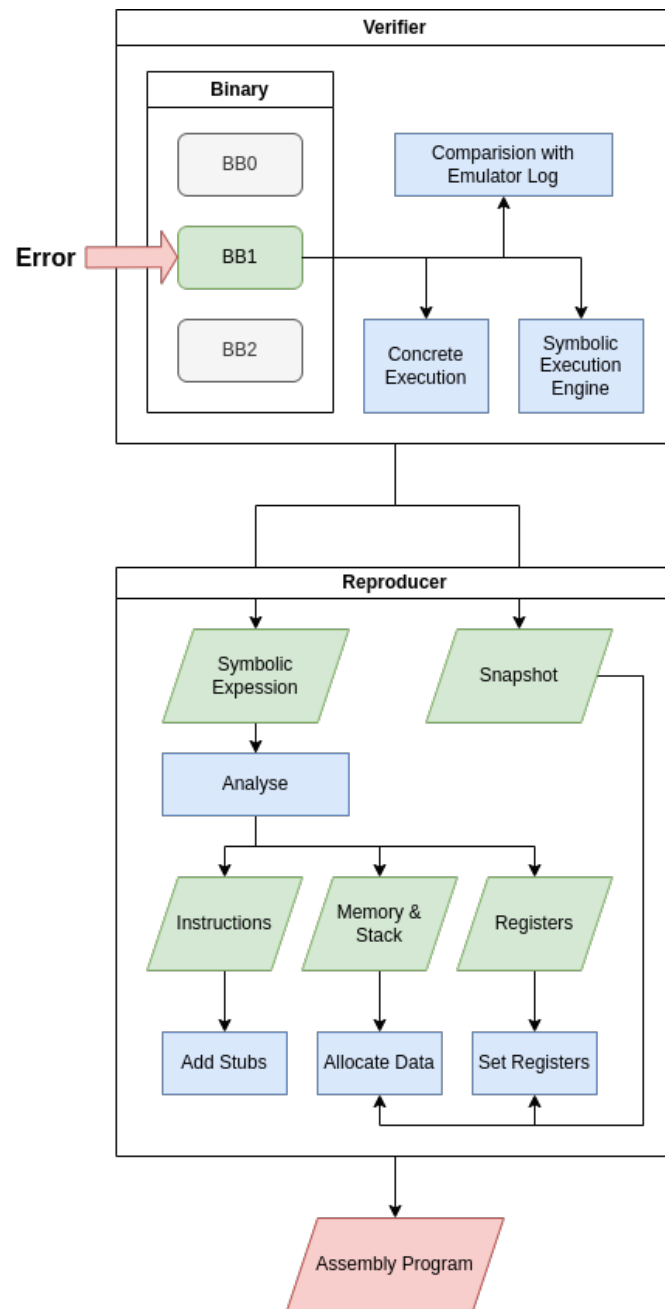 Verifier
Binary
BB0
Comparision with
Emulator Log
Error
BB1
BB2
Concrete
Execution
Symbolic
Execution
Engine
Reproducer
Symbolic
Expession
Snapshot
Analyse
Instructions
Memory &
Stack
Registers
Add Stubs
Allocate Data
Set Registers
Assembly Program